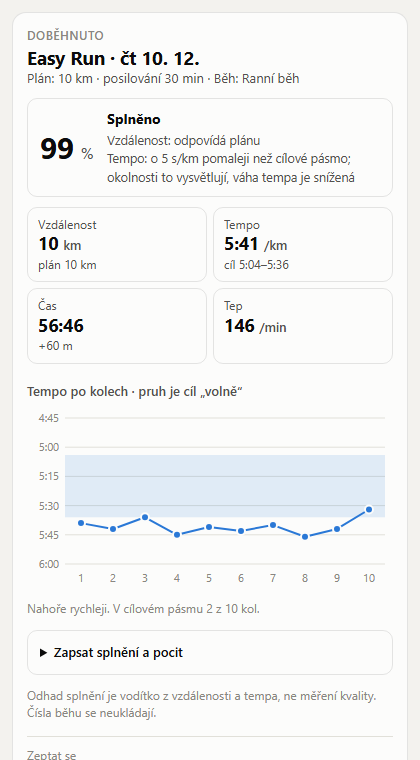 DOBĚHNUTO
Easy Run · čt 10. 12.
Plán: 10 km · posilování 30 min · Běh: Ranní běh
99 %
Splněno
Vzdálenost: odpovídá plánu
Tempo: o 5 s/km pomaleji než cílové pásmo;
okolnosti to vysvětlují, váha tempa je snížená
Vzdálenost
10 km
plán 10 km
Tempo
5:41 /km
cíl 5:04–5:36
Čas
56:46
+60 m
Tep
146 /min
Tempo po kolech · pruh je cíl „volně“
4:45
5:00
5:15
5:30
5:45
6:00
1 2 3 4 5 6 7 8 9 10
Nahoře rychleji. V cílovém pásmu 2 z 10 kol.
▶ Zapsat splnění a pocit
Odhad splnění je vodítko z vzdálenosti a tempa, ne měření kvality.
Čísla běhu se neukládají.
Zeptat se